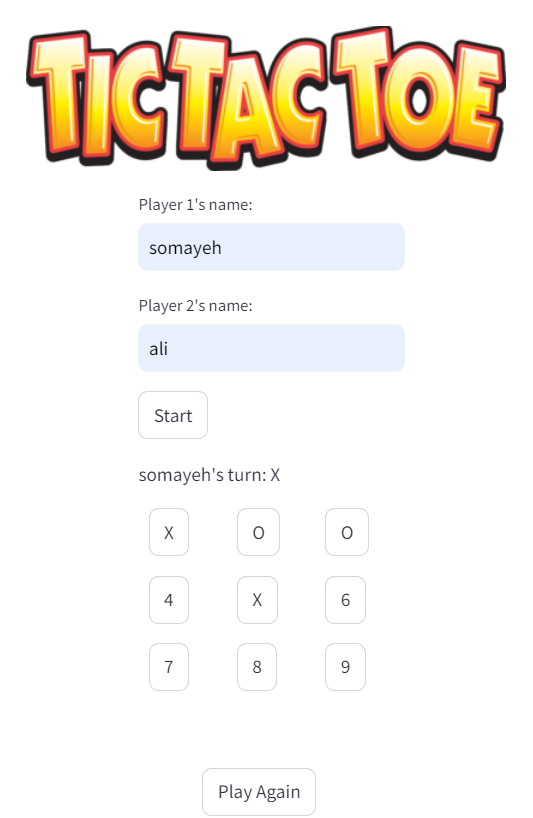 TIC TAC TOE
Player 1's name:
somayeh
Player 2's name:
ali
Start
somayeh's turn: X
X O O
4 X 6
7 8 9
Play Again